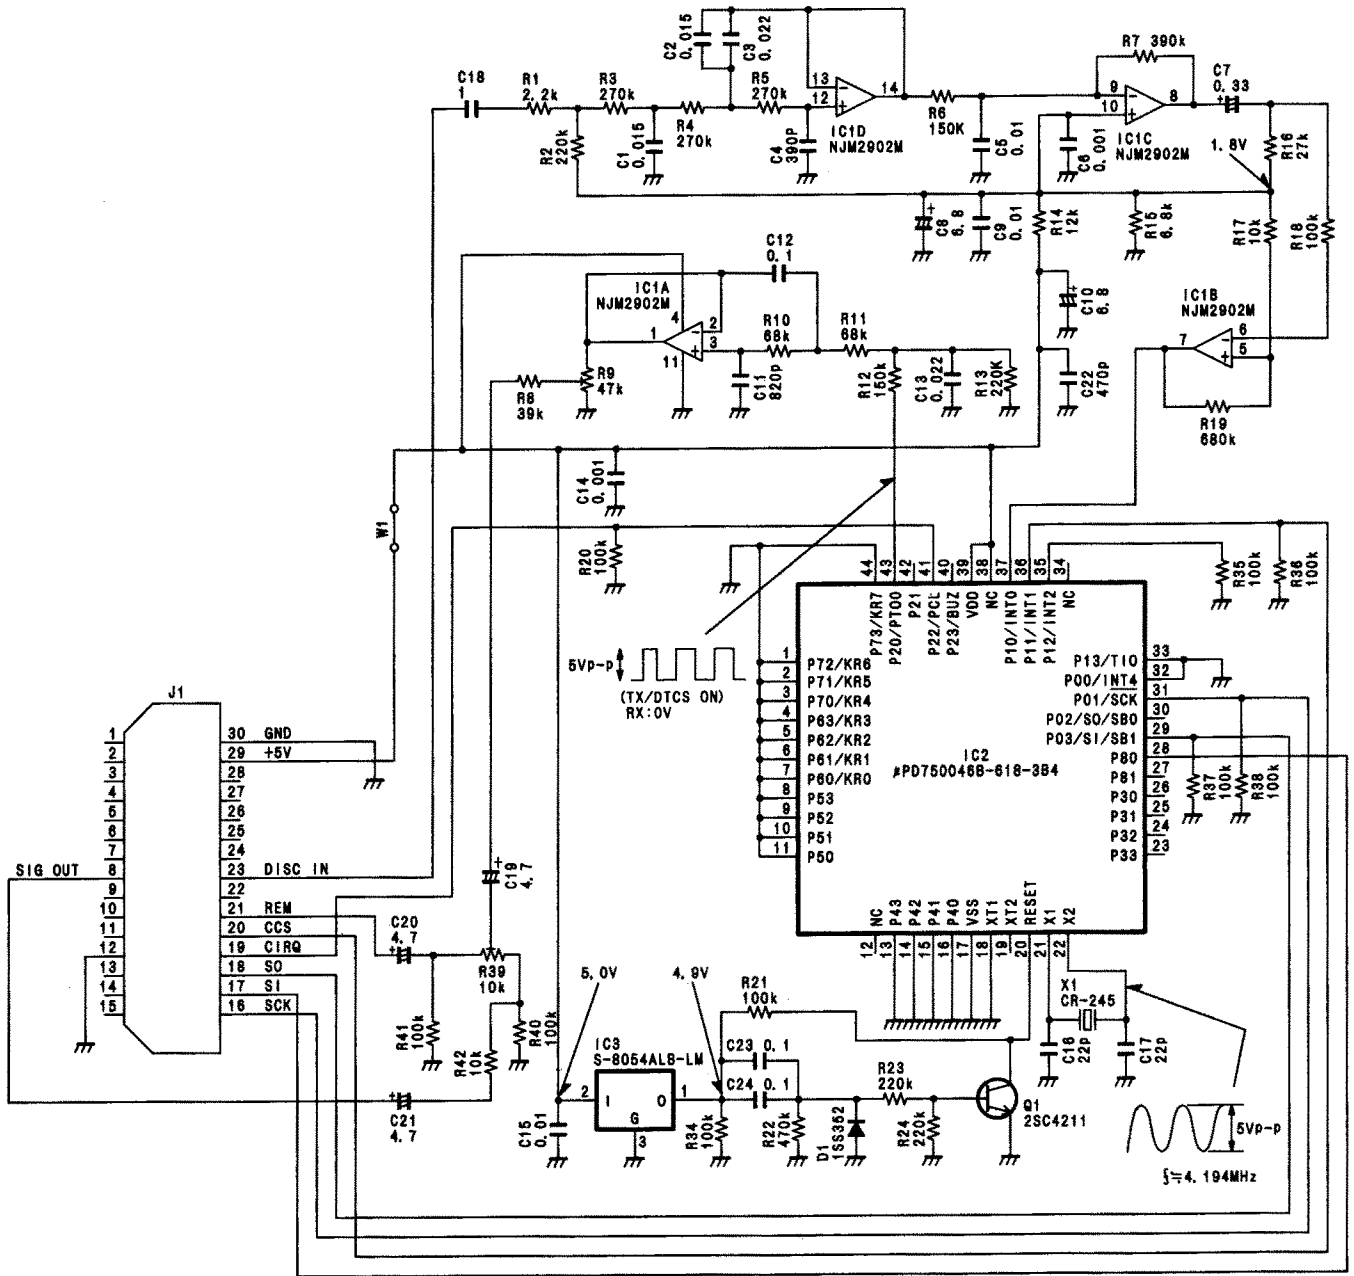 C2
0.015
C3
0.022
R7 390k
C7
0.33
C18
1
R1
2.2k
R3
270k
R5
270k
13
12
14
9
10
8
R2
220k
C1
0.015
R4
270k
C4
390P
IC1D
NJM2902M
R6
150K
C5
0.01
C6
0.001
IC1C
NJM2902M
1.8V
R16
27k
C8
6.8
C9
0.01
R14
12k
R15
6.8k
R17
10k
R18
100k
C12
0.1
IC1A
NJM2902M
4
1
2
3
11
R10
68k
R11
68k
C10
6.8
IC1B
NJM2902M
7
6
5
R8
39k
R9
47k
C11
820p
R12
150k
C13
0.022
R13
220K
C22
470p
R19
680k
C14
0.001
W1
R20
100k
44
43
42
41
40
39
38
37
36
35
34
P73/KR7
P20/PTO0
P21
P22/PCL
P23/BUZ
VDD
NC
P10/INT0
P11/INT1
P12/INT2
NC
R35
100k
R36
100k
5Vp-p
(TX/DTCS ON)
RX:0V
1 P72/KR6
2 P71/KR5
3 P70/KR4
4 P63/KR3
5 P62/KR2
6 P61/KR1
7 P60/KR0
8 P53
9 P52
10 P51
11 P50
IC2
μPD750046B-618-3B4
P13/TI0 33
P00/INT4 32
P01/SCK 31
P02/SO/SB0 30
P03/SI/SB1 29
P80 28
P81 27
P30 26
P31 25
P32 24
P33 23
R37
100k
R38
100k
NC
P43
P42
P41
P40
VSS
XT1
XT2
RESET
X1
X2
12
13
14
15
16
17
18
19
20
21
22
J1
1
2
3
4
5
6
7
SIG OUT 8
9
10
11
12
13
14
15
30 GND
29 +5V
28
27
26
25
24
23 DISC IN
22
21 REM
20 CCS
19 CIRQ
18 SO
17 SI
16 SCK
C19
4.7
C20
4.7
R39
10k
R41
100k
R42
10k
R40
100k
C21
4.7
5.0V
4.9V
R21
100k
X1
CR-245
C16
22p
C17
22p
IC3
S-8054ALB-LM
2 I
O 1
G
3
C15
0.01
R34
100k
C23 0.1
C24 0.1
R22
470k
D1
1SS352
R23
220k
R24
220k
Q1
2SC4211
5Vp-p
f≒4.194MHz